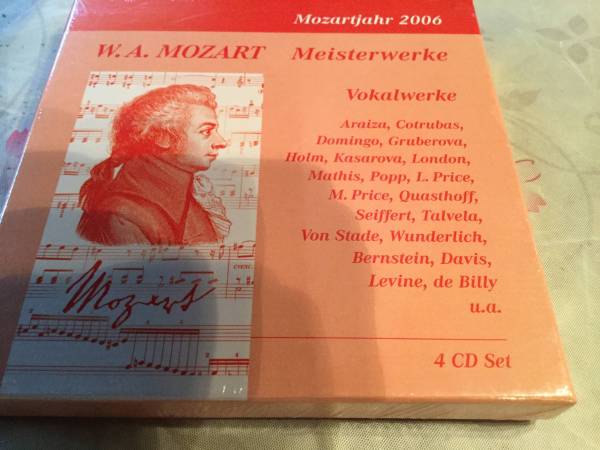 Mozartjahr 2006
W. A. MOZART Meisterwerke
Vokalwerke
Araiza, Cotrubas,
Domingo, Gruberova,
Holm, Kasarova, London,
Mathis, Popp, L. Price,
M. Price, Quasthoff,
Seiffert, Talvela,
Von Stade, Wunderlich,
Bernstein, Davis,
Levine, de Billy
u.a.
Mozart
4 CD Set